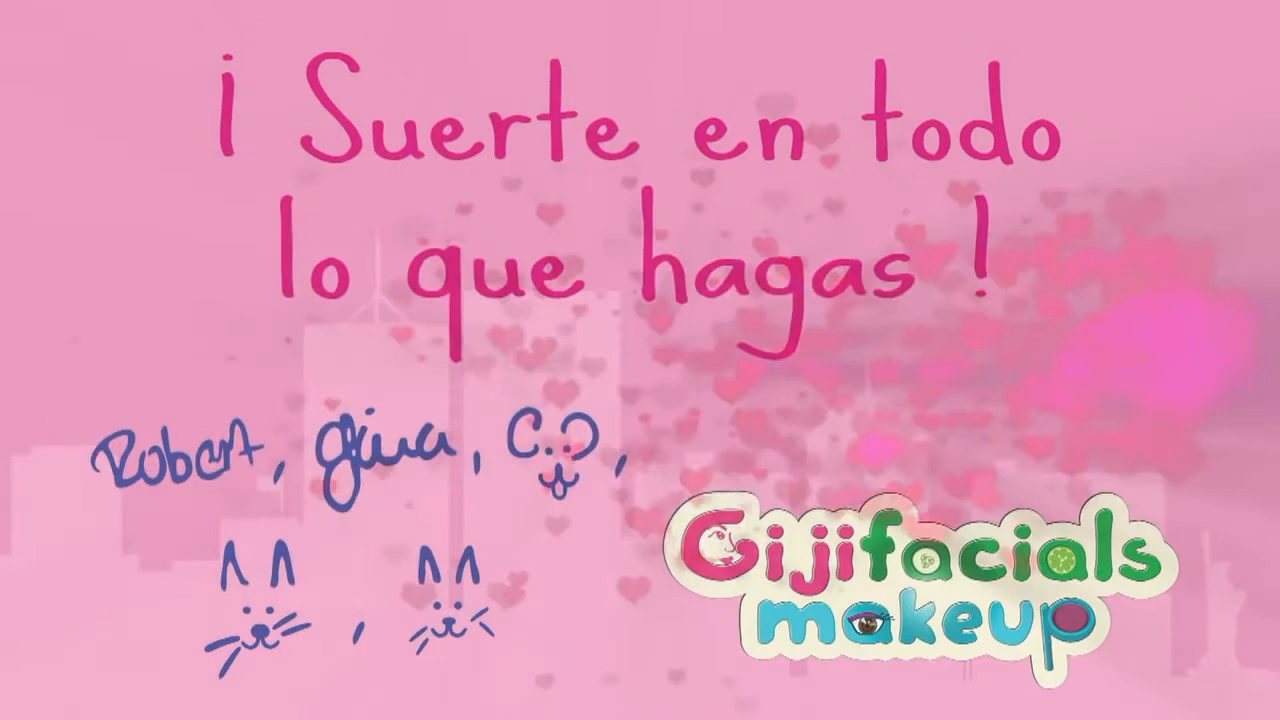 ¡ Suerte en todo
lo que hagas !
Robert, gina,
Gijifacials
makeup